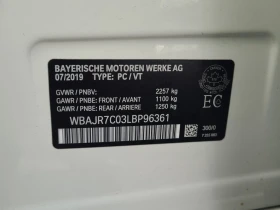 BAYERISCHE MOTOREN WERKE AG
07/2019 TYPE: PC / VT
GVWR / PNBV: 2257 kg
GAWR / PNBE: FRONT / AVANT 1100 kg
GAWR / PNBE: REAR / ARRIERE 1250 kg
EC
WBAJR7C03LBP96361
300/0